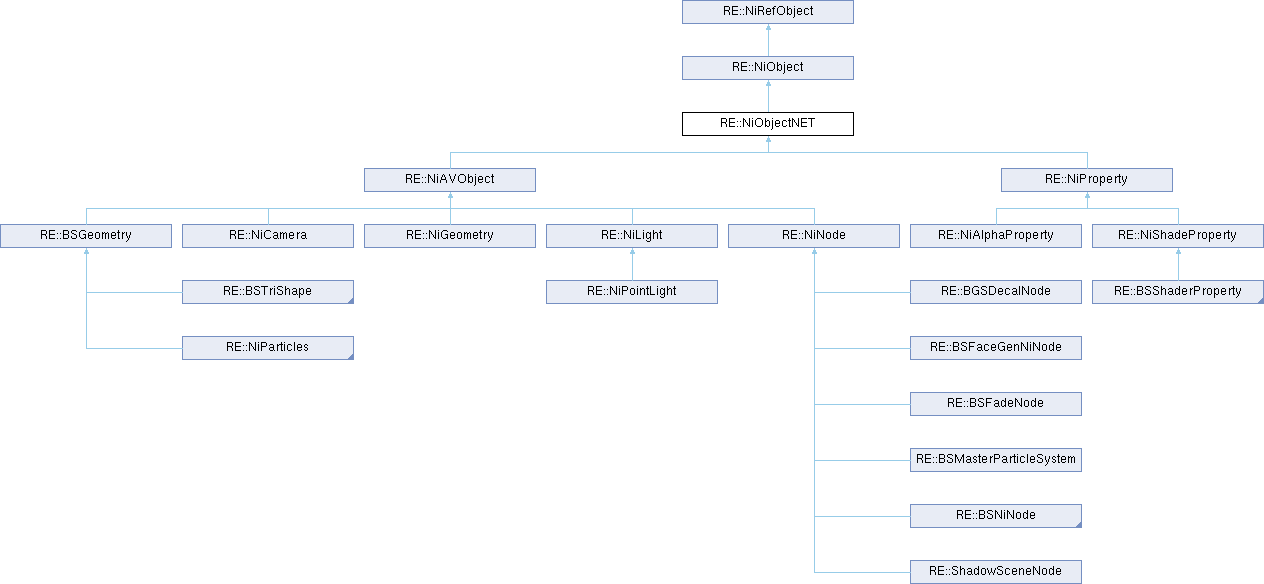 RE::NiRefObject
RE::NiObject
RE::NiObjectNET
RE::NiAVObject
RE::NiProperty
RE::BSGeometry
RE::NiCamera
RE::NiGeometry
RE::NiLight
RE::NiNode
RE::NiAlphaProperty
RE::NiShadeProperty
RE::BSTriShape
RE::NiPointLight
RE::BGSDecalNode
RE::BSShaderProperty
RE::NiParticles
RE::BSFaceGenNiNode
RE::BSFadeNode
RE::BSMasterParticleSystem
RE::BSNiNode
RE::ShadowSceneNode